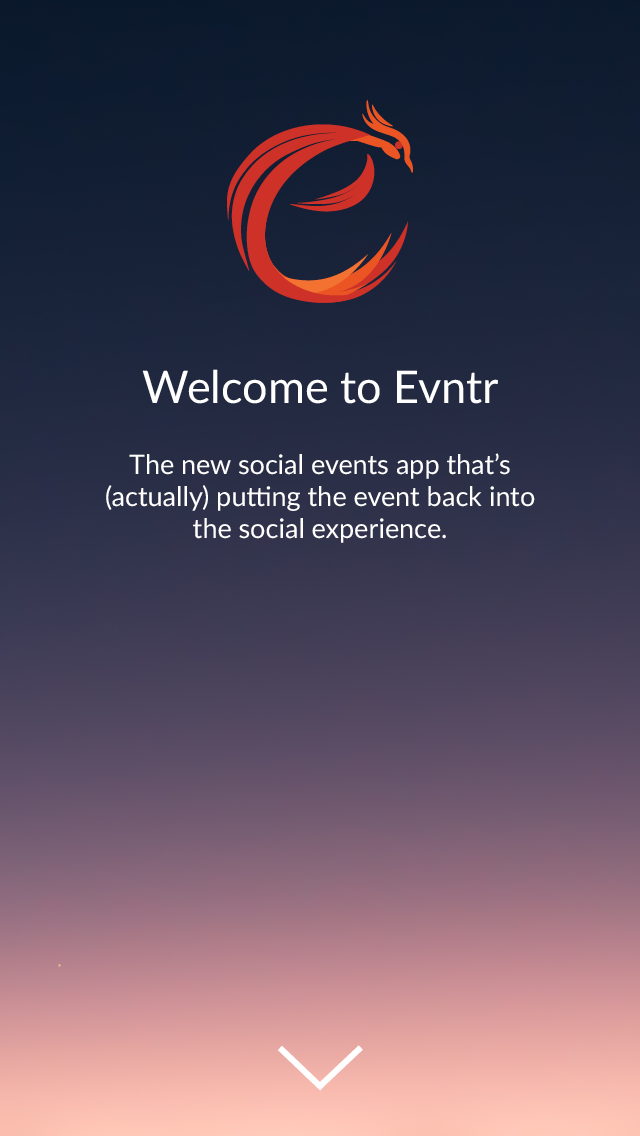 Welcome to Evntr
The new social events app that’s
(actually) putting the event back into
the social experience.